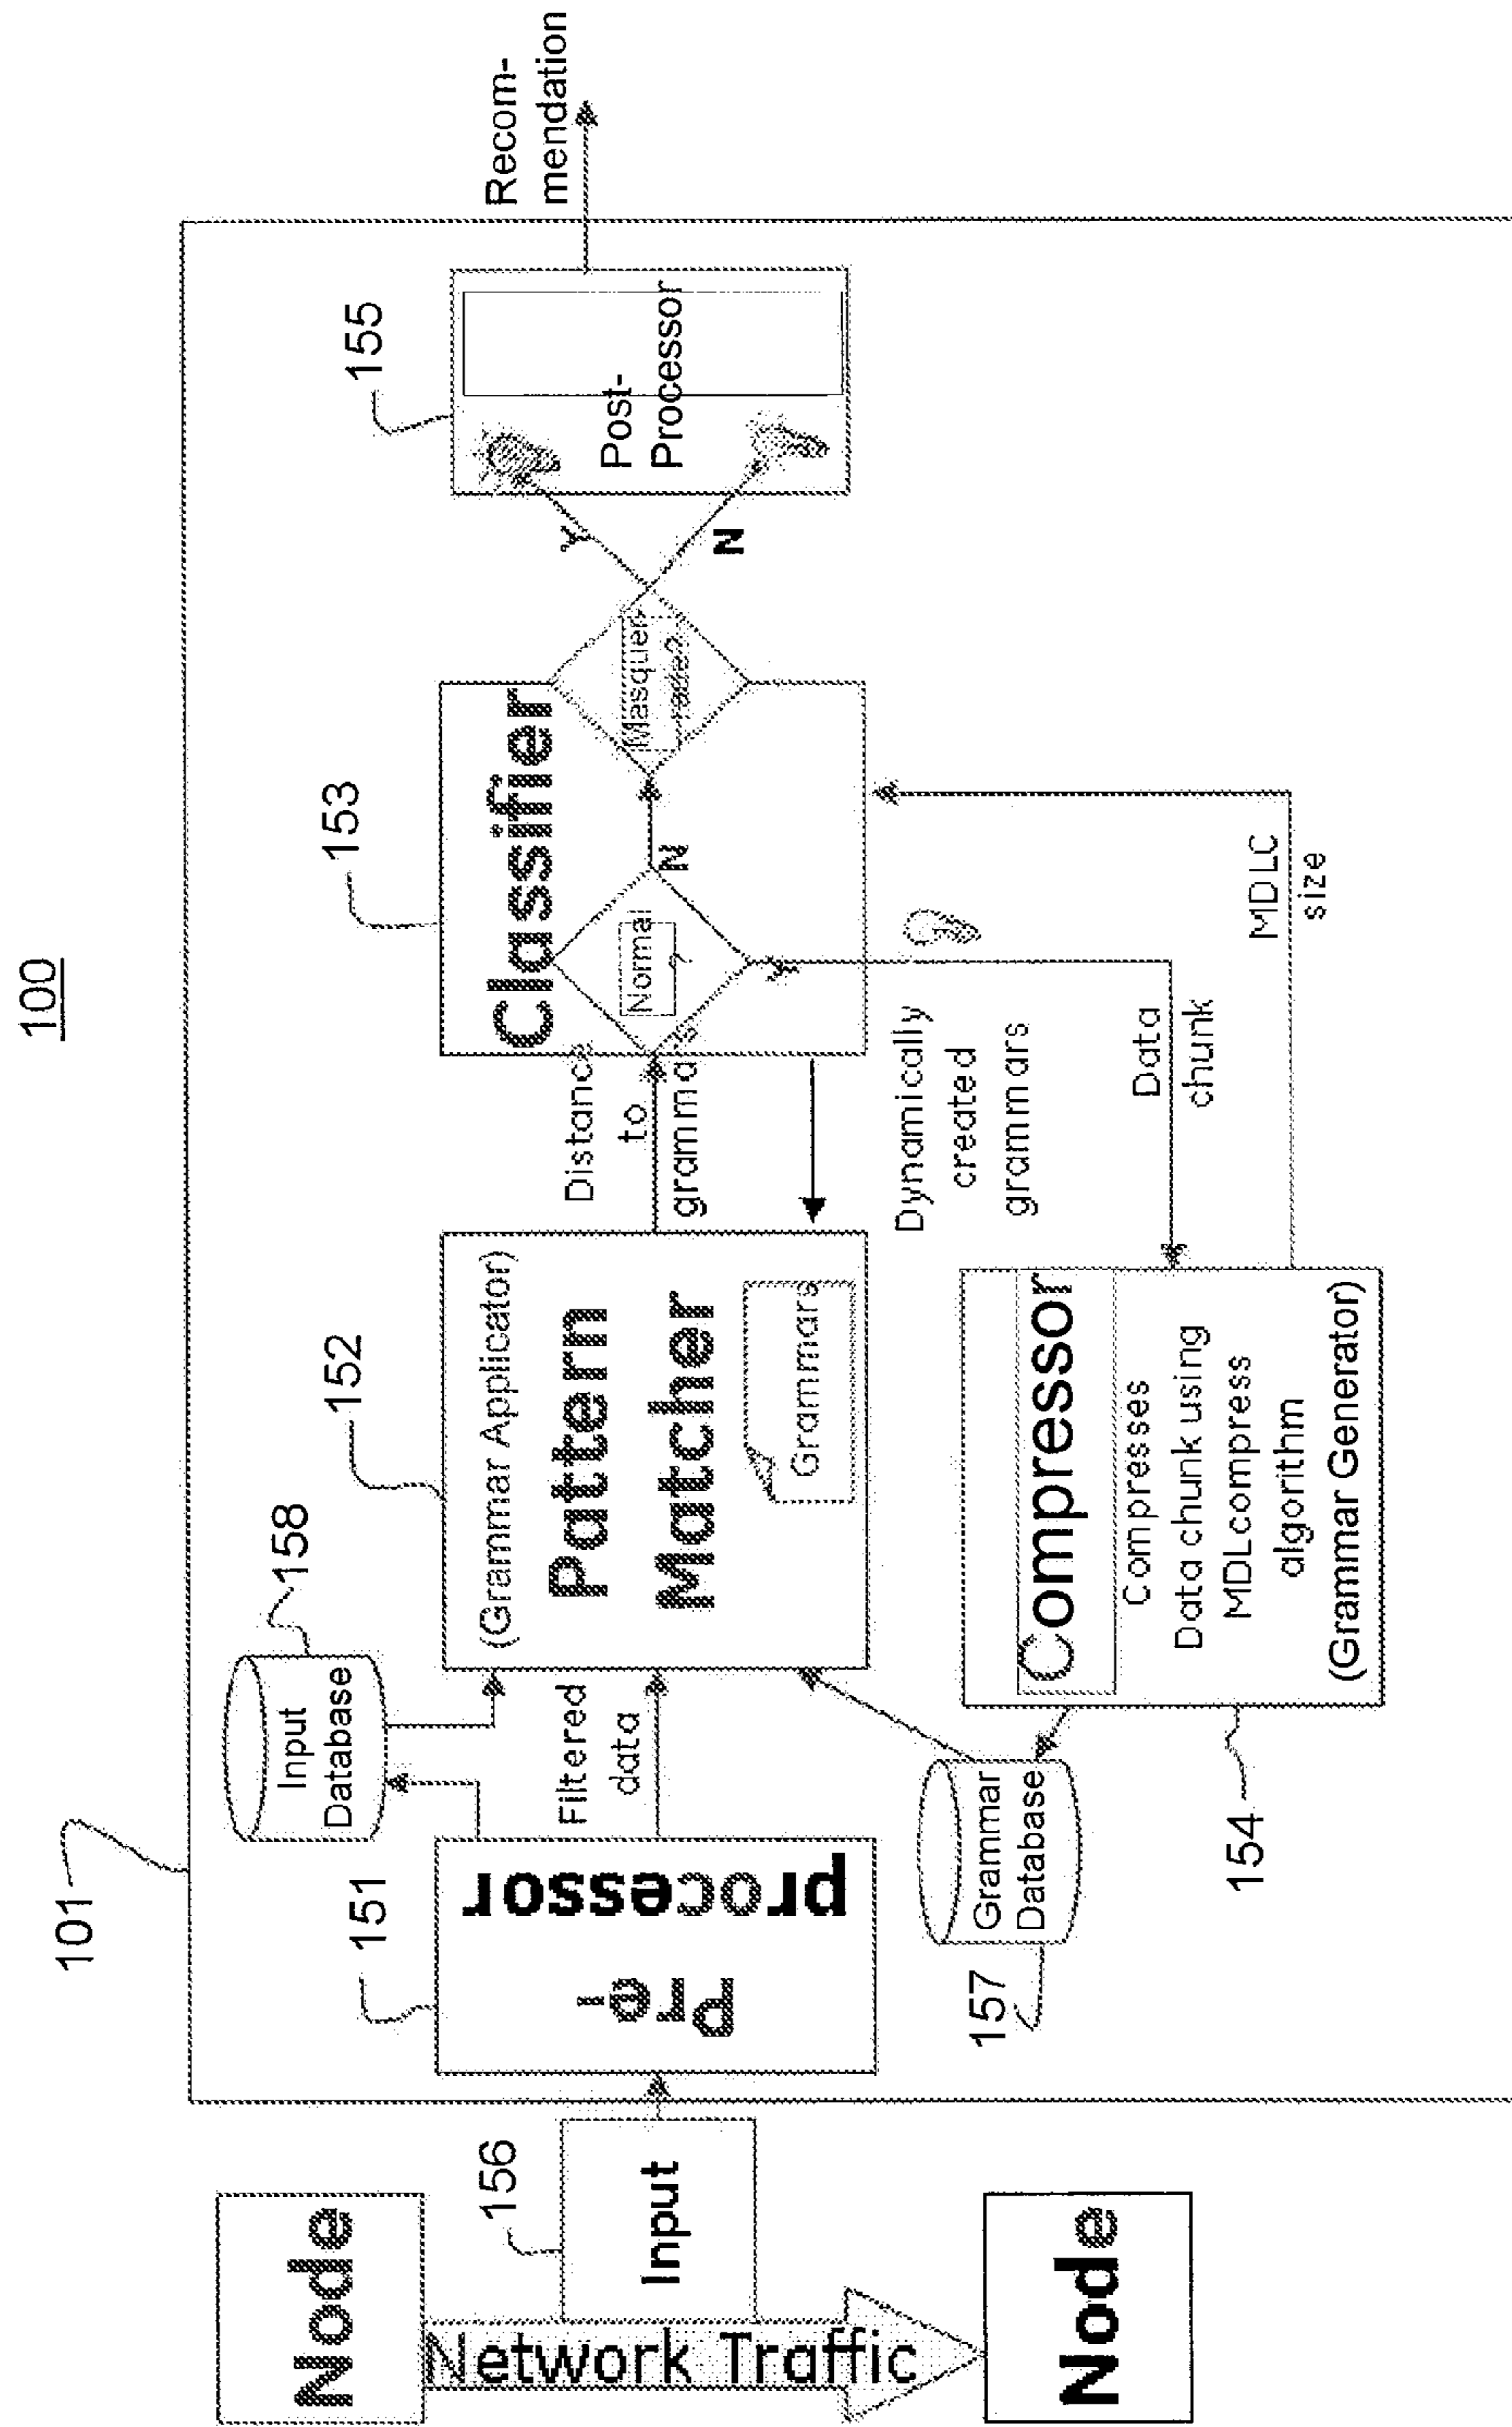 100
101
Node
Network Traffic
Node
156
Input
151
Pre-
processor
158
Input
Database
Filtered
data
157
Grammar
Database
152
(Grammar Applicator)
Pattern
Matcher
Grammars
Distance
to
grammars
153
Classifier
Normal
Y
N
Masquer-
rade?
Y
N
155
Post-
Processor
Recom-
mendation
Dynamically
created
grammars
Data
chunk
MDLC
size
154
Compressor
Compresses
Data chunk using
MDLcompress
algorithm
(Grammar Generator)